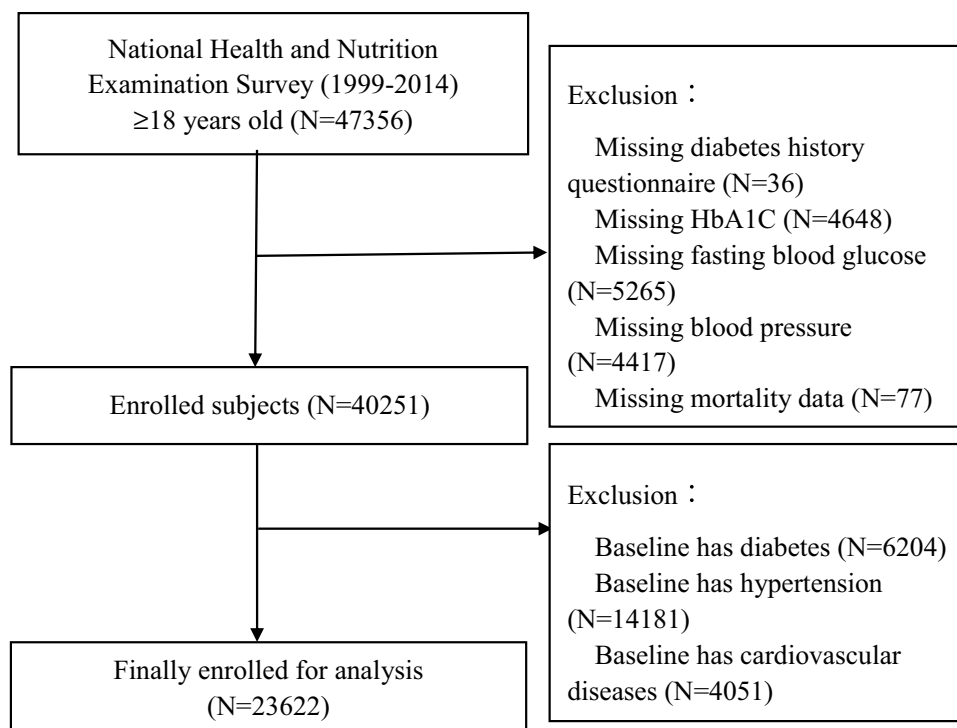 National Health and Nutrition
Examination Survey (1999-2014)
≥18 years old (N=47356)
Exclusion：
Missing diabetes history
questionnaire (N=36)
Missing HbA1C (N=4648)
Missing fasting blood glucose
(N=5265)
Missing blood pressure
(N=4417)
Missing mortality data (N=77)
Enrolled subjects (N=40251)
Exclusion：
Baseline has diabetes (N=6204)
Baseline has hypertension
(N=14181)
Baseline has cardiovascular
diseases (N=4051)
Finally enrolled for analysis
(N=23622)